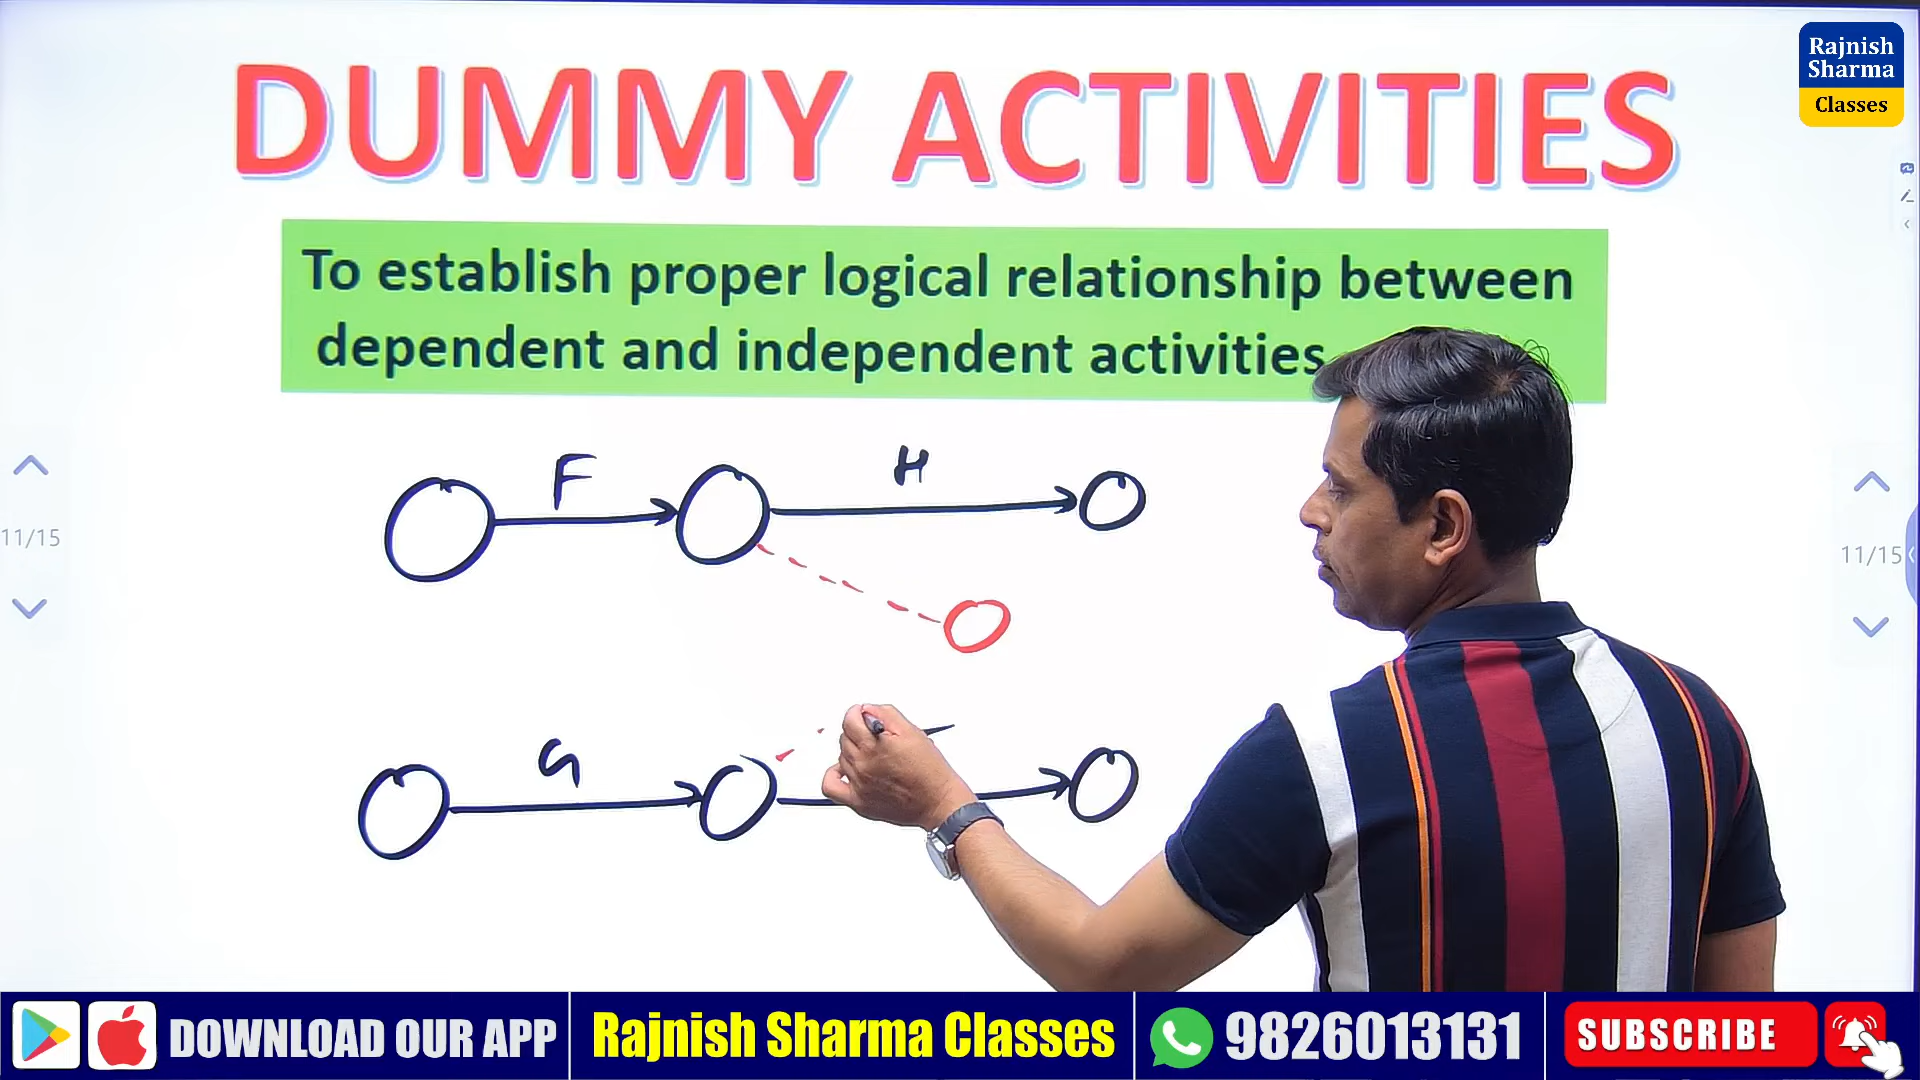 DUMMY ACTIVITIES
Rajnish
Sharma
Classes
To establish proper logical relationship between
dependent and independent activities
F
H
11/15
11/15
G
DOWNLOAD OUR APP
Rajnish Sharma Classes
9826013131
SUBSCRIBE